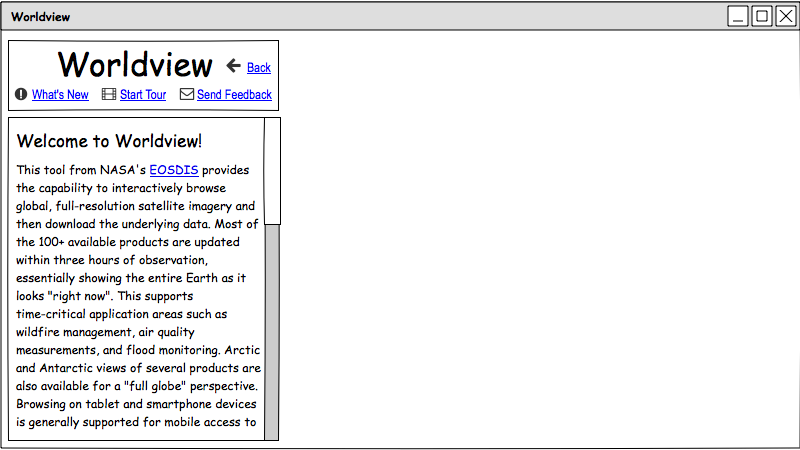 Worldview
Worldview
Back
What's New Start Tour Send Feedback
Welcome to Worldview!
This tool from NASA's EOSDIS provides
the capability to interactively browse
global, full-resolution satellite imagery and
then download the underlying data. Most of
the 100+ available products are updated
within three hours of observation,
essentially showing the entire Earth as it
looks "right now". This supports
time-critical application areas such as
wildfire management, air quality
measurements, and flood monitoring. Arctic
and Antarctic views of several products are
also available for a "full globe" perspective.
Browsing on tablet and smartphone devices
is generally supported for mobile access to